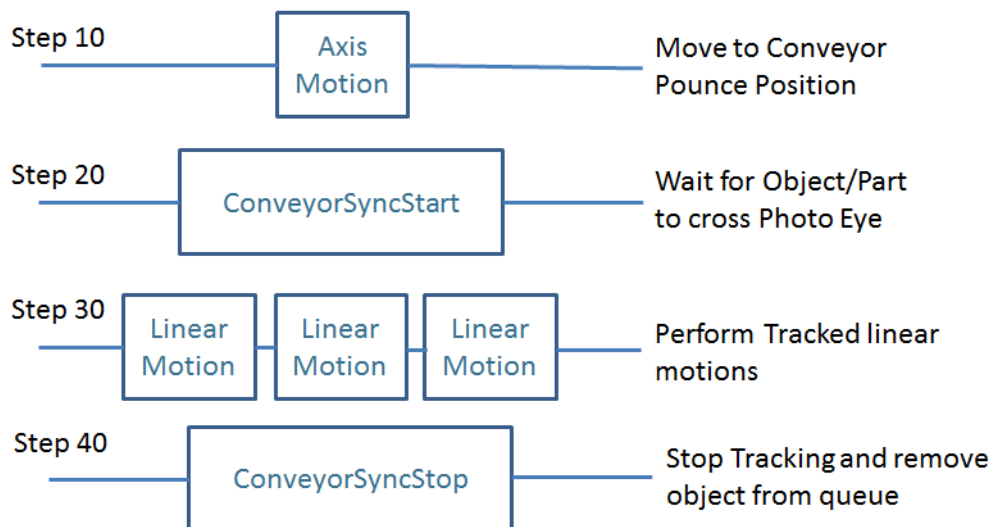 Step 10
Axis
Motion
Move to Conveyor
Pounce Position
Step 20
ConveyorSyncStart
Wait for Object/Part
to cross Photo Eye
Step 30
Linear
Motion
Linear
Motion
Linear
Motion
Perform Tracked linear
motions
Step 40
ConveyorSyncStop
Stop Tracking and remove
object from queue